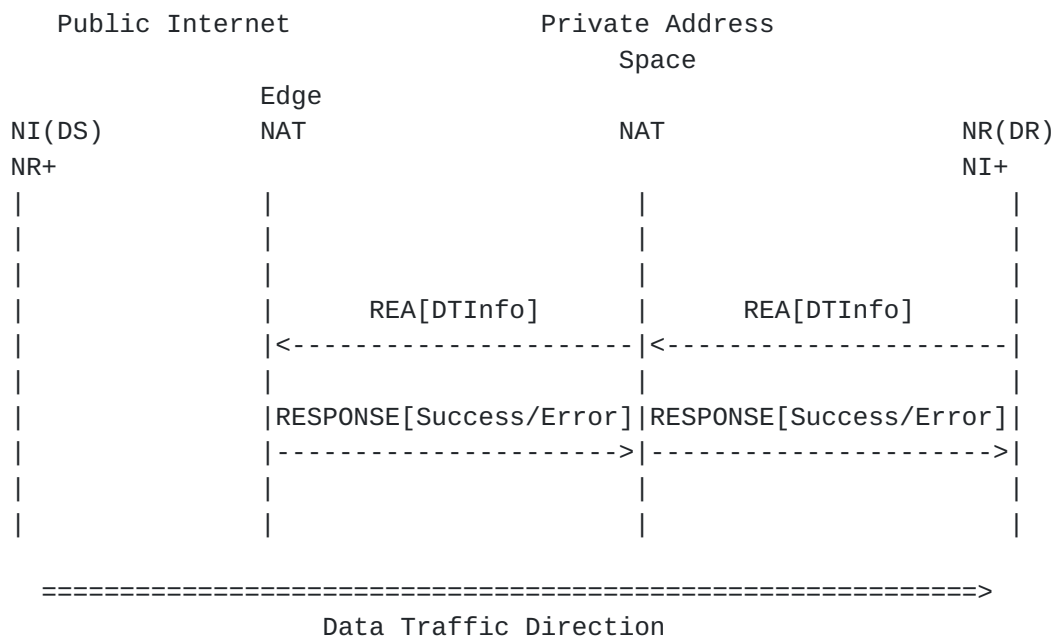 Public Internet Private Address
Space
Edge
NI(DS) NAT NAT NR(DR)
NR+ NI+
REA[DTInfo] REA[DTInfo]
RESPONSE[Success/Error] RESPONSE[Success/Error]
Data Traffic Direction